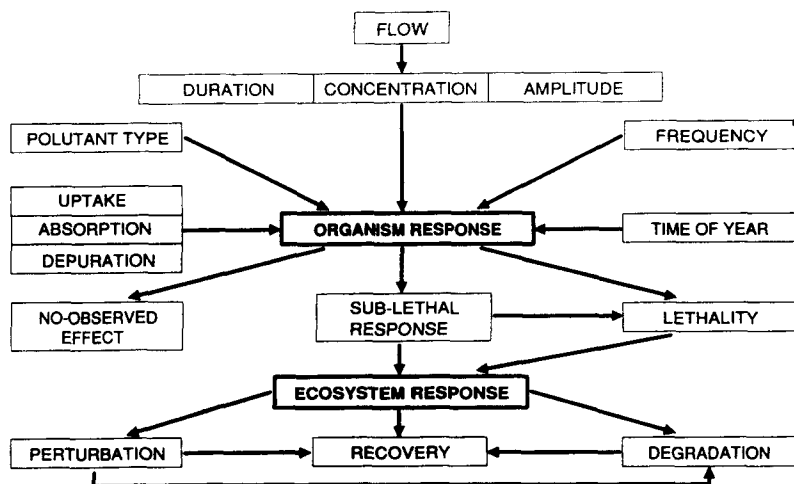 FLOW
DURATION CONCENTRATION AMPLITUDE
POLUTANT TYPE
FREQUENCY
UPTAKE
ABSORPTION
DEPURATION
ORGANISM RESPONSE
TIME OF YEAR
NO-OBSERVED
EFFECT
SUB-LETHAL
RESPONSE
LETHALITY
ECOSYSTEM RESPONSE
PERTURBATION
RECOVERY
DEGRADATION